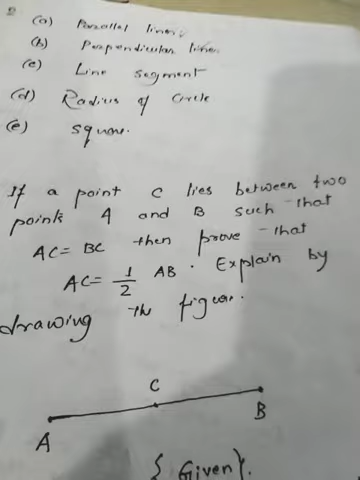 (a) Parallel lines.
(b) Perpendicular lines
(c) Line segment
(d) Radius of circle
(e) square.
If a point C lies between two
points A and B such that
AC = BC then prove that
AC = 1/2 AB. Explain by
drawing the figure.
C
A B
{ Given }.